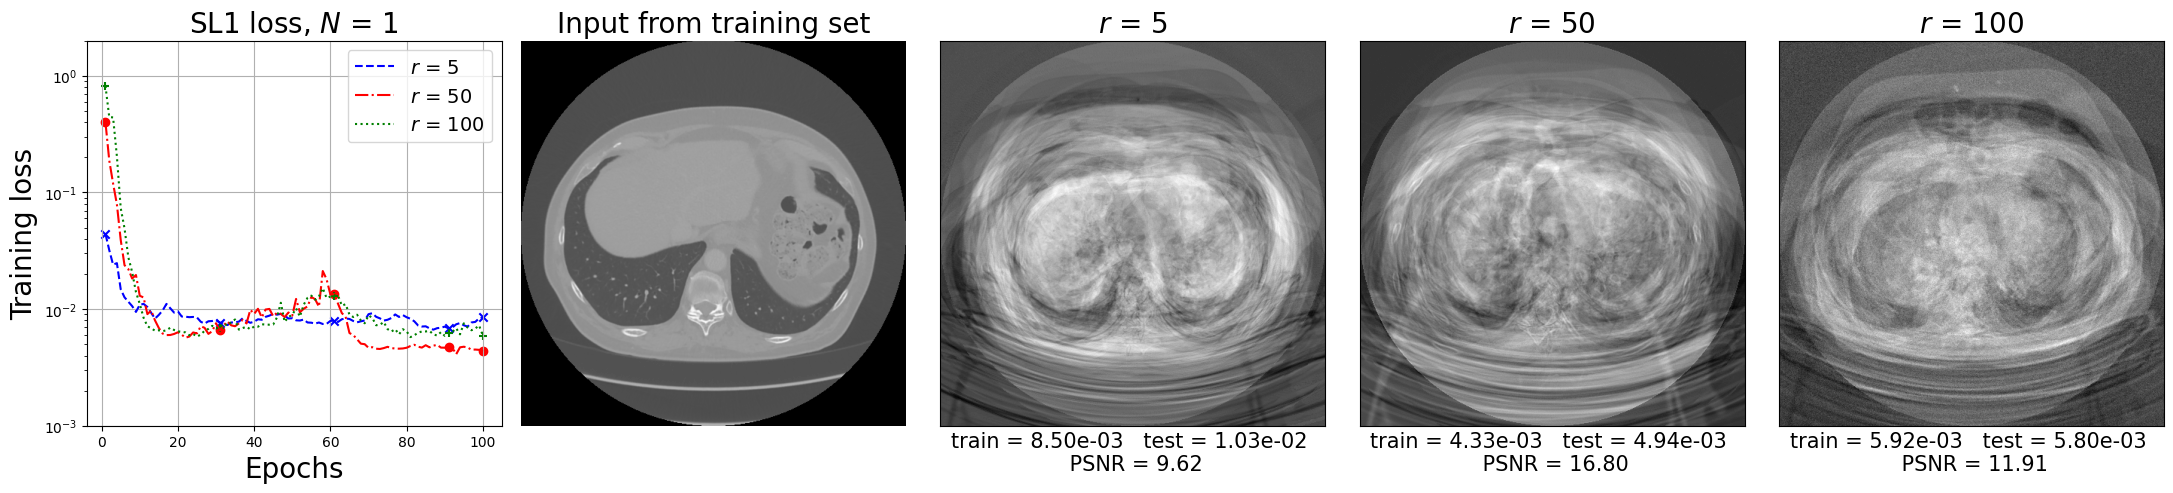 SL1 loss, N = 1
Input from training set
r = 5
r = 50
r = 100
r = 5
r = 50
r = 100
10⁰
10⁻¹
10⁻²
10⁻³
Training loss
0 20 40 60 80 100
Epochs
train = 8.50e-03 test = 1.03e-02
PSNR = 9.62
train = 4.33e-03 test = 4.94e-03
PSNR = 16.80
train = 5.92e-03 test = 5.80e-03
PSNR = 11.91